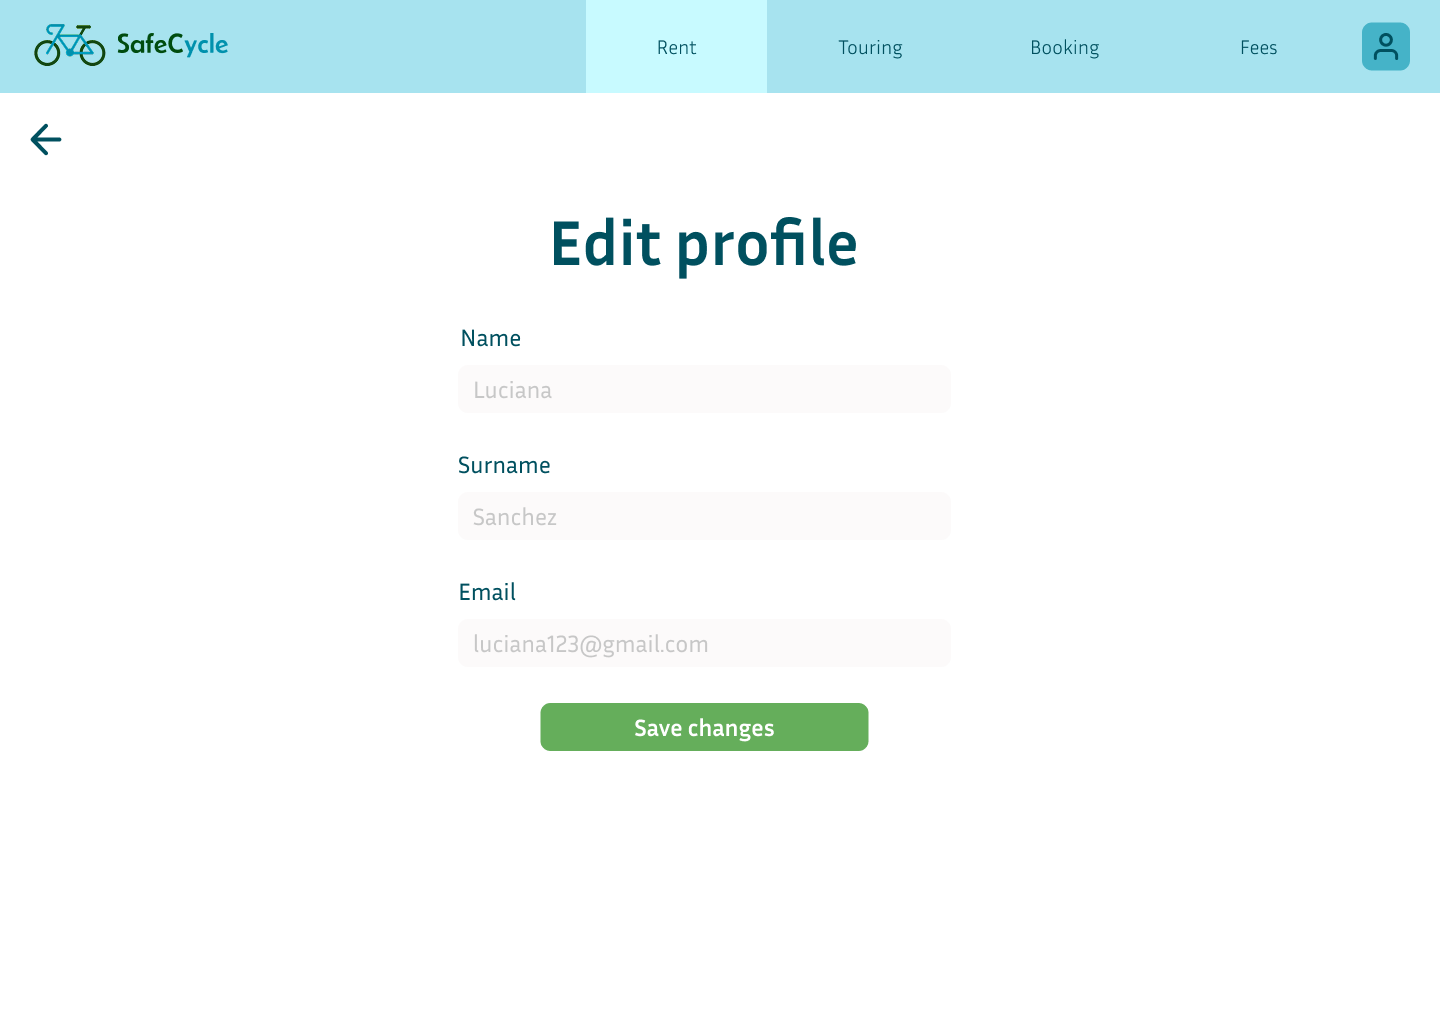 SafeCycle
Rent
Touring
Booking
Fees
Edit profile
Name
Luciana
Surname
Sanchez
Email
luciana123@gmail.com
Save changes